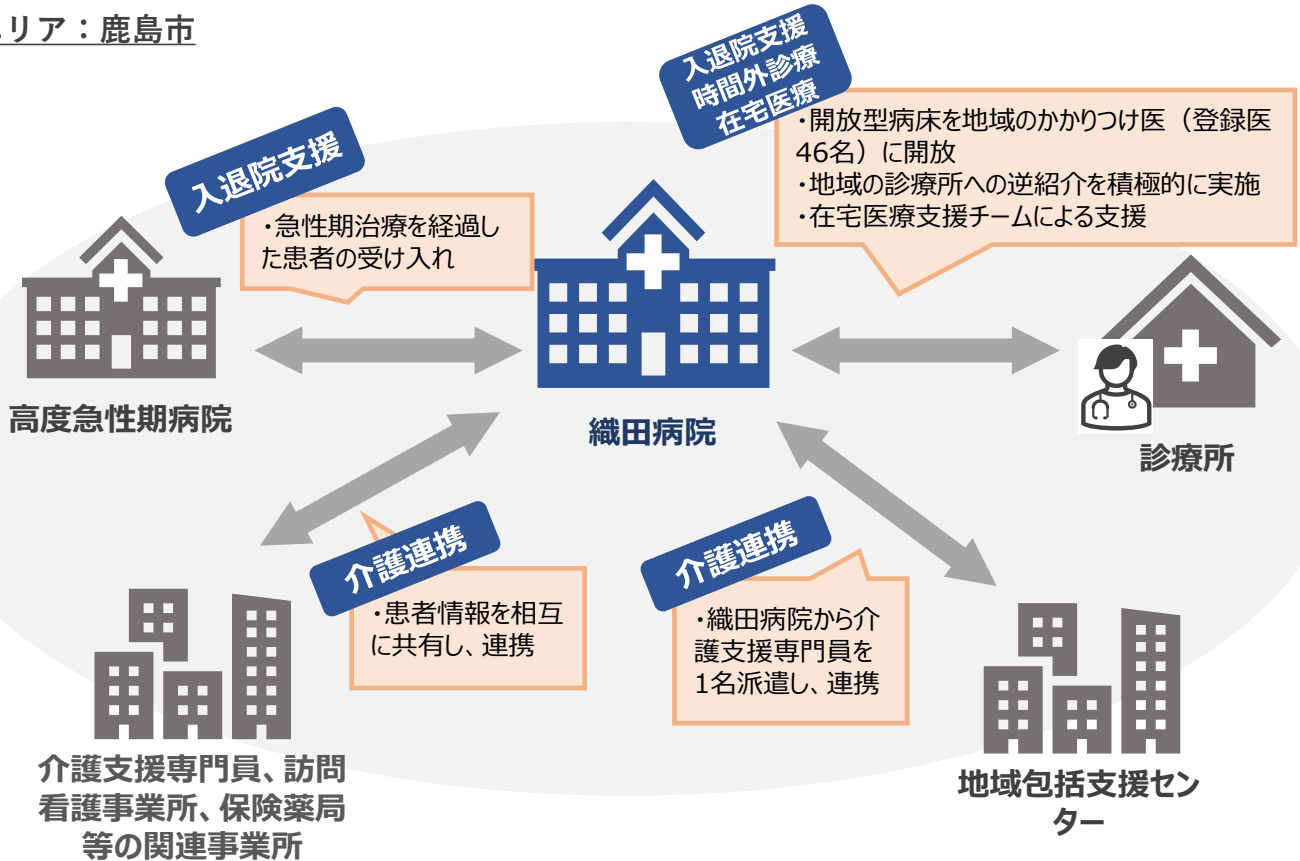 リア：鹿島市
入退院支援
時間外診療
在宅医療
・開放型病床を地域のかかりつけ医（登録医
46名）に開放
・地域の診療所への逆紹介を積極的に実施
・在宅医療支援チームによる支援
入退院支援
・急性期治療を経過し
た患者の受け入れ
高度急性期病院
織田病院
診療所
介護連携
・患者情報を相互
に共有し、連携
介護連携
・織田病院から介
護支援専門員を
1名派遣し、連携
介護支援専門員、訪問
看護事業所、保険薬局
等の関連事業所
地域包括支援セン
ター